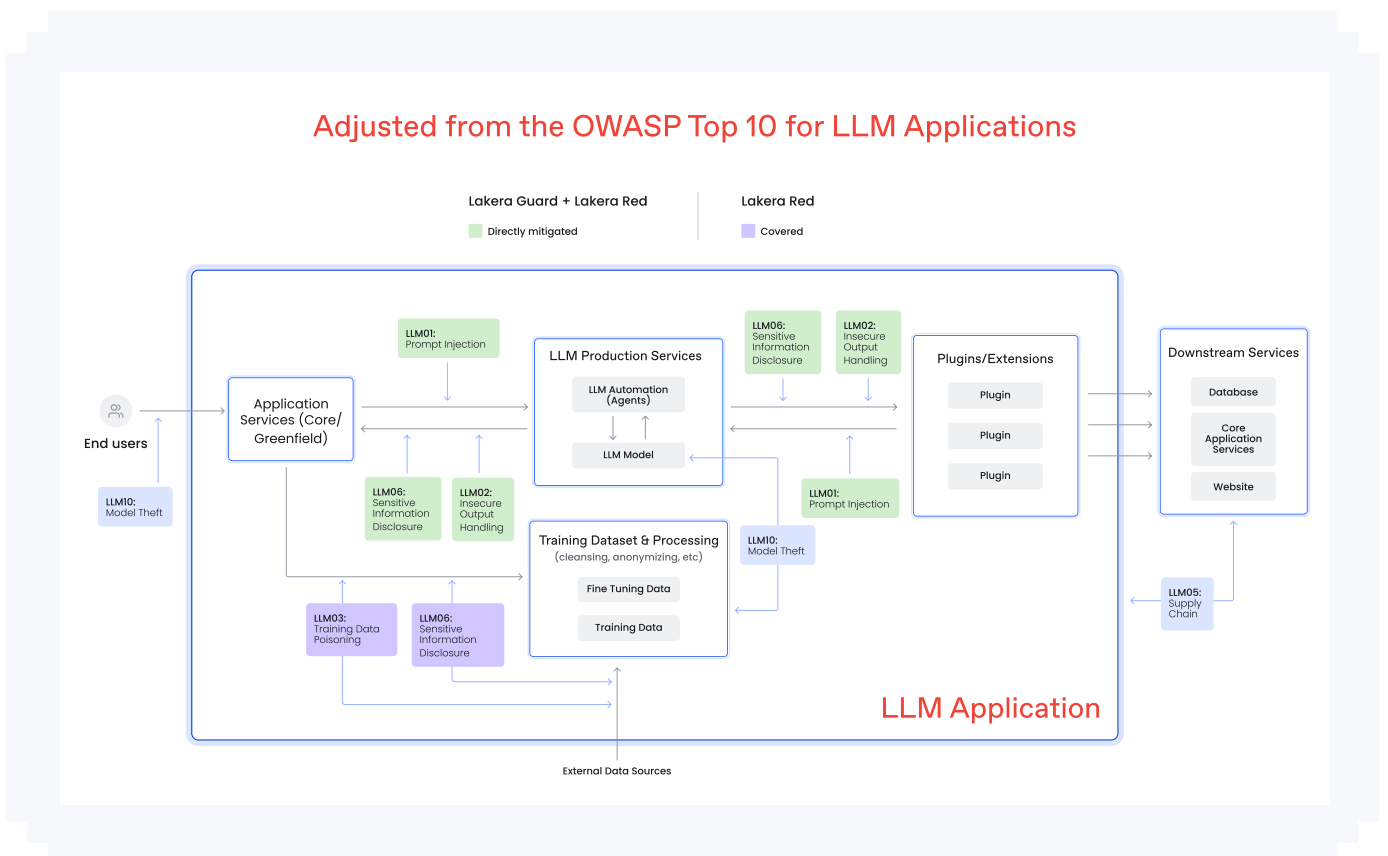 Adjusted from the OWASP Top 10 for LLM Applications
Lakera Guard + Lakera Red
Directly mitigated
Lakera Red
Covered
End users
LLM10:
Model Theft
Application
Services (Core/
Greenfield)
LLM01:
Prompt Injection
LLM06:
Sensitive
Information
Disclosure
LLM02:
Insecure
Output
Handling
LLM Production Services
LLM Automation
(Agents)
LLM Model
LLM06:
Sensitive
Information
Disclosure
LLM02:
Insecure
Output
Handling
LLM01:
Prompt Injection
Plugins/Extensions
Plugin
Plugin
Plugin
Downstream Services
Database
Core
Application
Services
Website
Training Dataset & Processing
(cleansing, anonymizing, etc)
Fine Tuning Data
Training Data
LLM10:
Model Theft
LLM05:
Supply
Chain
LLM03:
Training Data
Poisoning
LLM06:
Sensitive
Information
Disclosure
LLM Application
External Data Sources